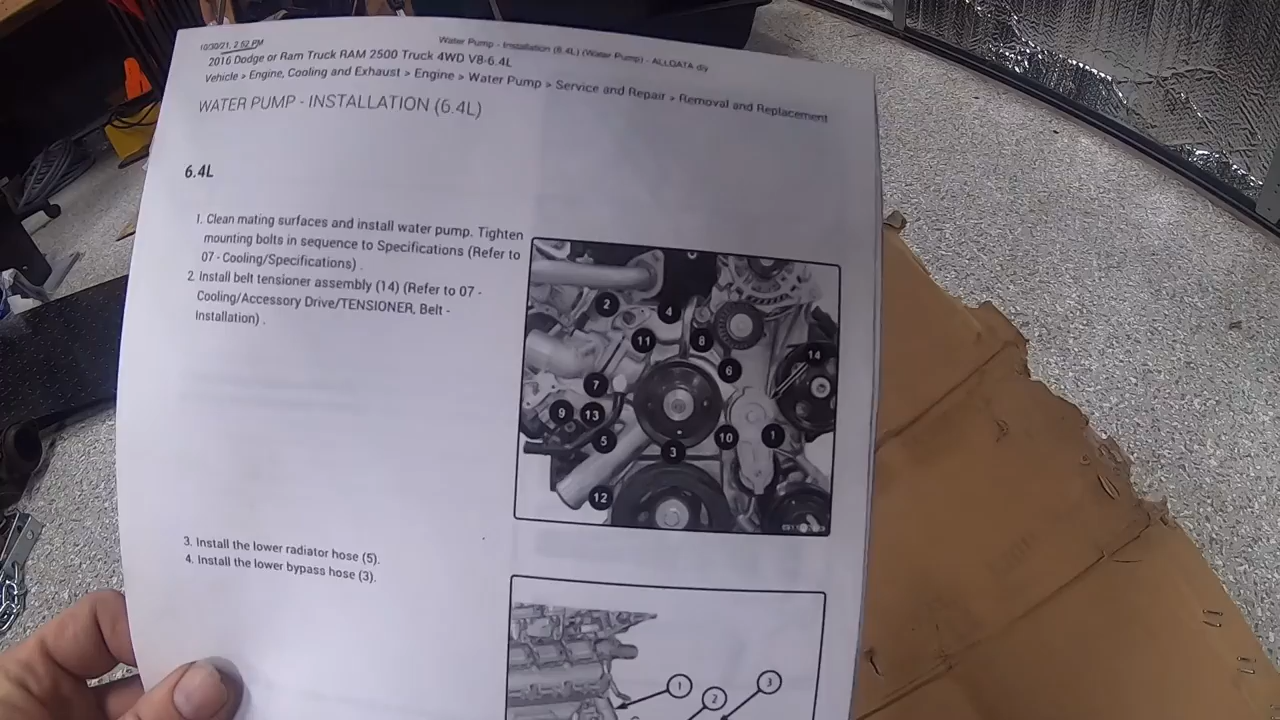 10/30/21, 2:52 PM
Water Pump - Installation (6.4L) (Water Pump) - ALLDATA diy
2016 Dodge or Ram Truck RAM 2500 Truck 4WD V8-6.4L
Vehicle > Engine, Cooling and Exhaust > Engine > Water Pump > Service and Repair > Removal and Replacement
WATER PUMP - INSTALLATION (6.4L)
6.4L
1. Clean mating surfaces and install water pump. Tighten
mounting bolts in sequence to Specifications (Refer to
07 - Cooling/Specifications) .
2. Install belt tensioner assembly (14) (Refer to 07 -
Cooling/Accessory Drive/TENSIONER, Belt -
Installation) .
2
4
11
8
14
6
7
9
13
5
10
1
3
12
3. Install the lower radiator hose (5).
4. Install the lower bypass hose (3).
1
2
3